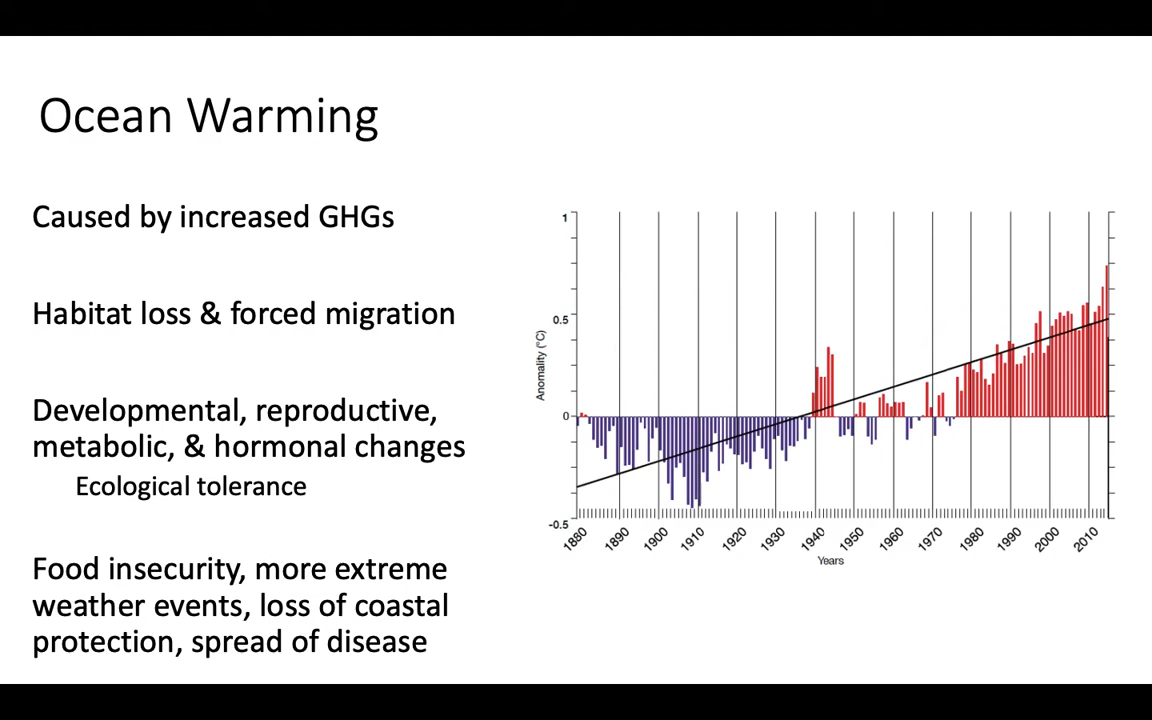 Ocean Warming
Caused by increased GHGs
Habitat loss & forced migration
Developmental, reproductive,
metabolic, & hormonal changes
Ecological tolerance
Food insecurity, more extreme
weather events, loss of coastal
protection, spread of disease
1
0.5
0
-0.5
Anomality (°C)
1880 1890 1900 1910 1920 1930 1940 1950 1960 1970 1980 1990 2000 2010
Years